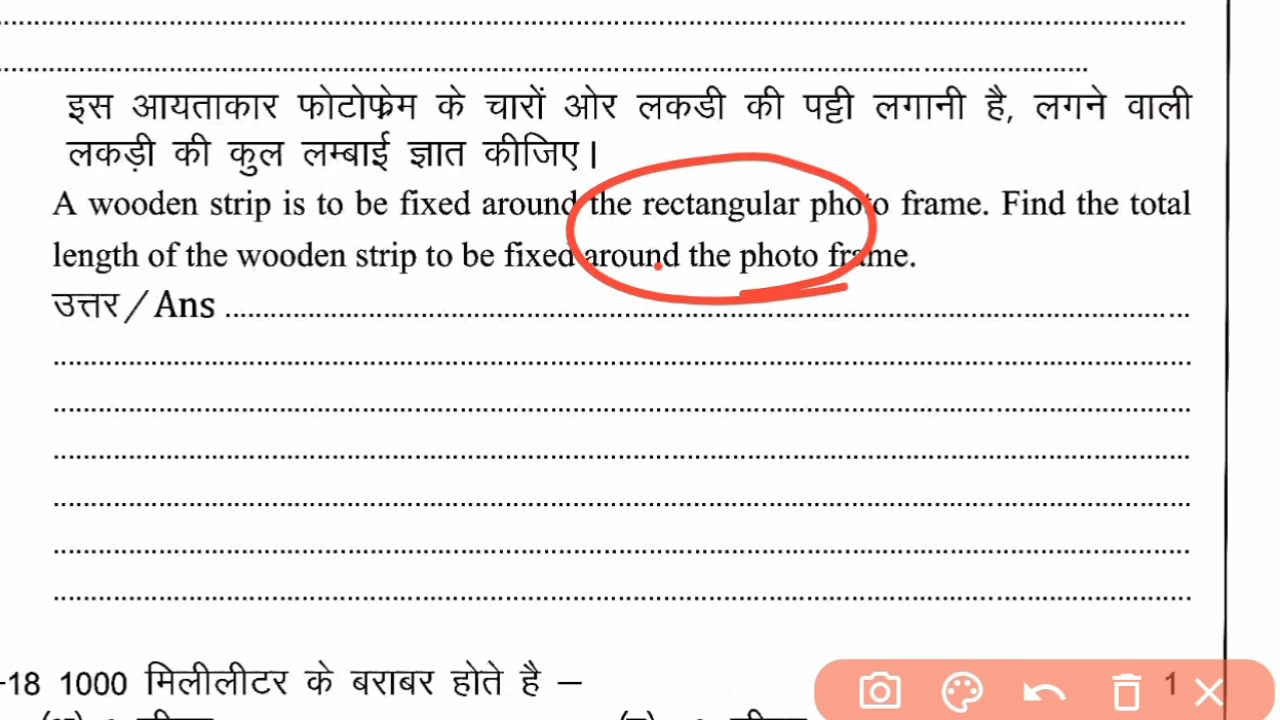 इस आयताकार फोटोफ्रेम के चारों ओर लकडी की पट्टी लगानी है, लगने वाली
लकड़ी की कुल लम्बाई ज्ञात कीजिए।
A wooden strip is to be fixed around the rectangular photo frame. Find the total
length of the wooden strip to be fixed around the photo frame.
उत्तर / Ans ........................................................
-18 1000 मिलीलीटर के बराबर होते है – 1